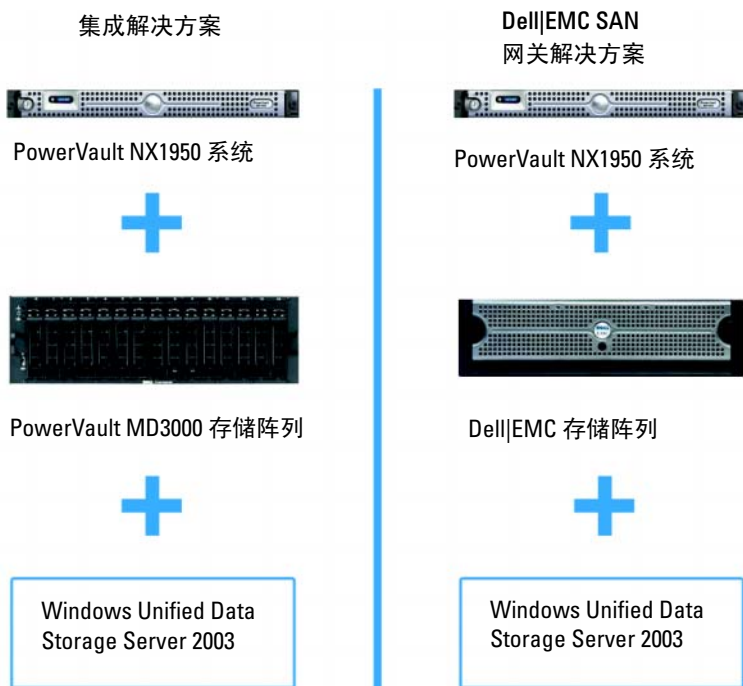 集成解决方案
PowerVault NX1950 系统
PowerVault MD3000 存储阵列
Windows Unified Data
Storage Server 2003
Dell|EMC SAN
网关解决方案
PowerVault NX1950 系统
Dell|EMC 存储阵列
Windows Unified Data
Storage Server 2003